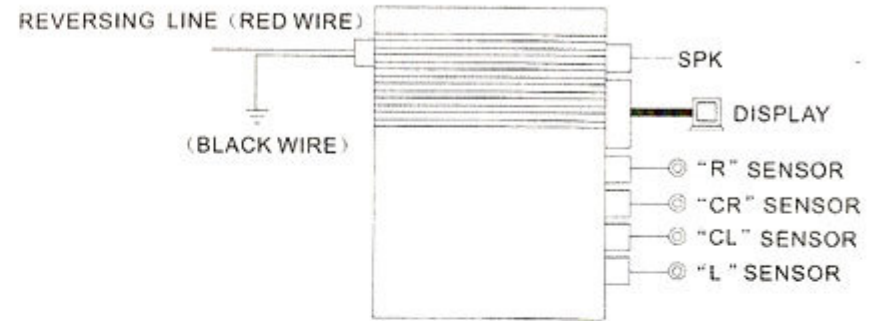 REVERSING LINE (RED WIRE)
SPK
DISPLAY
(BLACK WIRE)
"R" SENSOR
"CR" SENSOR
"CL" SENSOR
"L" SENSOR